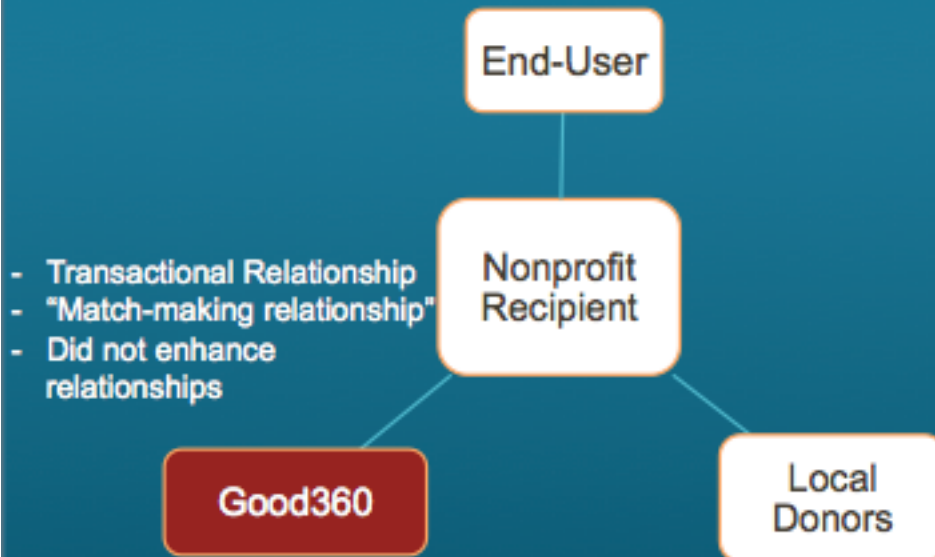 End-User
Nonprofit
Recipient
- Transactional Relationship
- “Match-making relationship”
- Did not enhance
relationships
Good360
Local
Donors